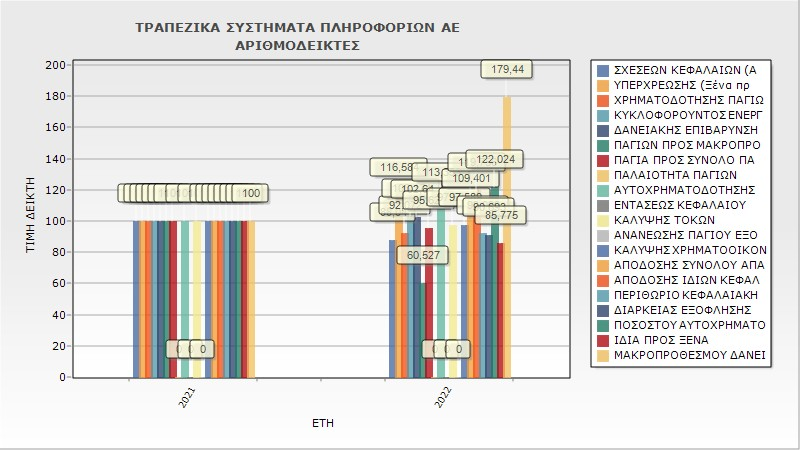 ΤΡΑΠΕΖΙΚΑ ΣΥΣΤΗΜΑΤΑ ΠΛΗΡΟΦΟΡΙΩΝ ΑΕ
ΑΡΙΘΜΟΔΕΙΚΤΕΣ
ΤΙΜΗ ΔΕΙΚΤΗ
200
180
160
140
120
100
80
60
40
20
0
100
0
179,44
116,58
122,024
109,401
85,775
60,527
0
2021
2022
ΕΤΗ
ΣΧΕΣΕΩΝ ΚΕΦΑΛΑΙΩΝ (Α
ΥΠΕΡΧΡΕΩΣΗΣ (Ξένα πρ
ΧΡΗΜΑΤΟΔΟΤΗΣΗΣ ΠΑΓΙΩ
ΚΥΚΛΟΦΟΡΟΥΝΤΟΣ ΕΝΕΡΓ
ΔΑΝΕΙΑΚΗΣ ΕΠΙΒΑΡΥΝΣΗ
ΠΑΓΙΩΝ ΠΡΟΣ ΜΑΚΡΟΠΡΟ
ΠΑΓΙΑ ΠΡΟΣ ΣΥΝΟΛΟ ΠΑ
ΠΑΛΑΙΟΤΗΤΑ ΠΑΓΙΩΝ
ΑΥΤΟΧΡΗΜΑΤΟΔΟΤΗΣΗΣ
ΕΝΤΑΣΕΩΣ ΚΕΦΑΛΑΙΟΥ
ΚΑΛΥΨΗΣ ΤΟΚΩΝ
ΑΝΑΝΕΩΣΗΣ ΠΑΓΙΟΥ ΕΞΟ
ΚΑΛΥΨΗΣ ΧΡΗΜΑΤΟΟΙΚΟΝ
ΑΠΟΔΟΣΗΣ ΣΥΝΟΛΟΥ ΑΠΑ
ΑΠΟΔΟΣΗΣ ΙΔΙΩΝ ΚΕΦΑΛ
ΠΕΡΙΘΩΡΙΟ ΚΕΦΑΛΑΙΑΚΗ
ΔΙΑΡΚΕΙΑΣ ΕΞΟΦΛΗΣΗΣ
ΠΟΣΟΣΤΟΥ ΑΥΤΟΧΡΗΜΑΤΟ
ΙΔΙΑ ΠΡΟΣ ΞΕΝΑ
ΜΑΚΡΟΠΡΟΘΕΣΜΟΥ ΔΑΝΕΙ